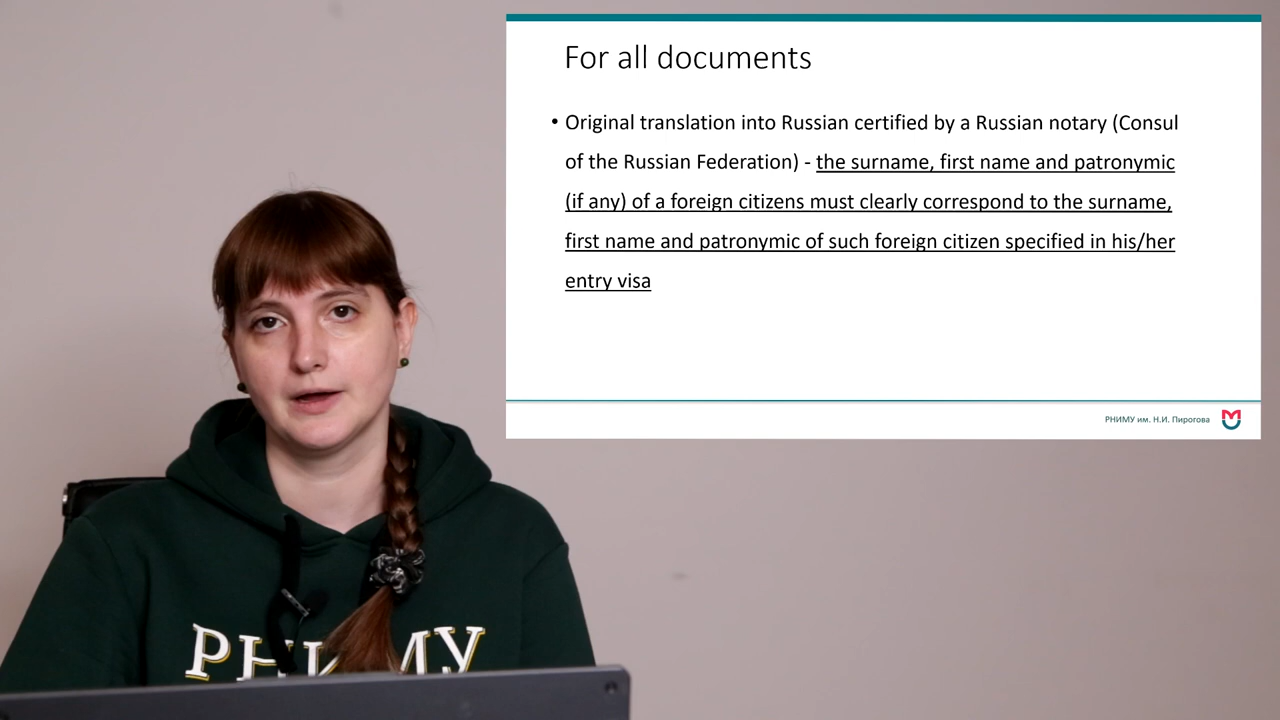 For all documents
• Original translation into Russian certified by a Russian notary (Consul
of the Russian Federation) - the surname, first name and patronymic
(if any) of a foreign citizens must clearly correspond to the surname,
first name and patronymic of such foreign citizen specified in his/her
entry visa
РНИМУ им. Н.И. Пирогова
РНИМУ